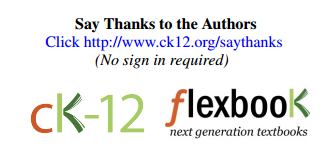 Say Thanks to the Authors
Click http://www.ck12.org/saythanks
(No sign in required)
cK-12
flexbook
next generation textbooks